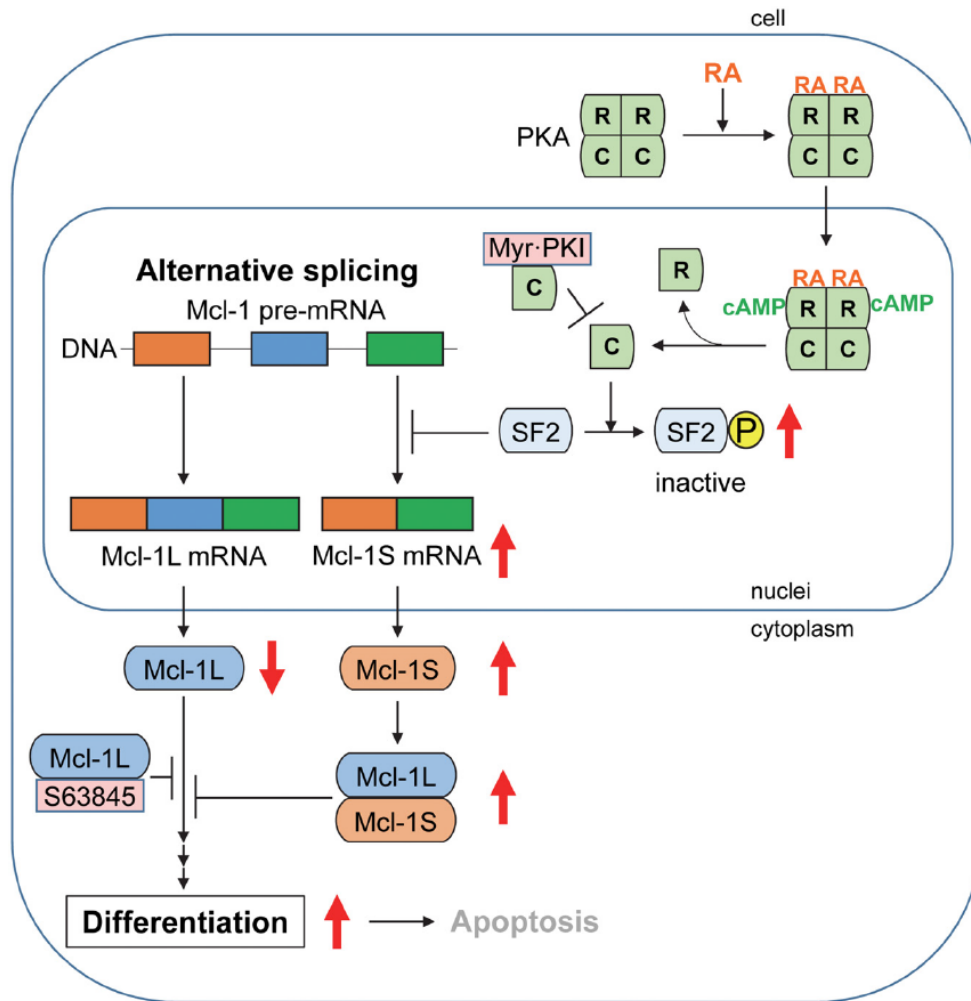 cell
RA
RA RA
PKA
R R
C C
R R
C C
Myr·PKI
C
R
RA RA
cAMP R R cAMP
C C
Alternative splicing
Mcl-1 pre-mRNA
DNA
C
SF2
SF2 P
inactive
Mcl-1L mRNA
Mcl-1S mRNA
nuclei
cytoplasm
Mcl-1L
Mcl-1S
Mcl-1L
S63845
Mcl-1L
Mcl-1S
Differentiation
Apoptosis